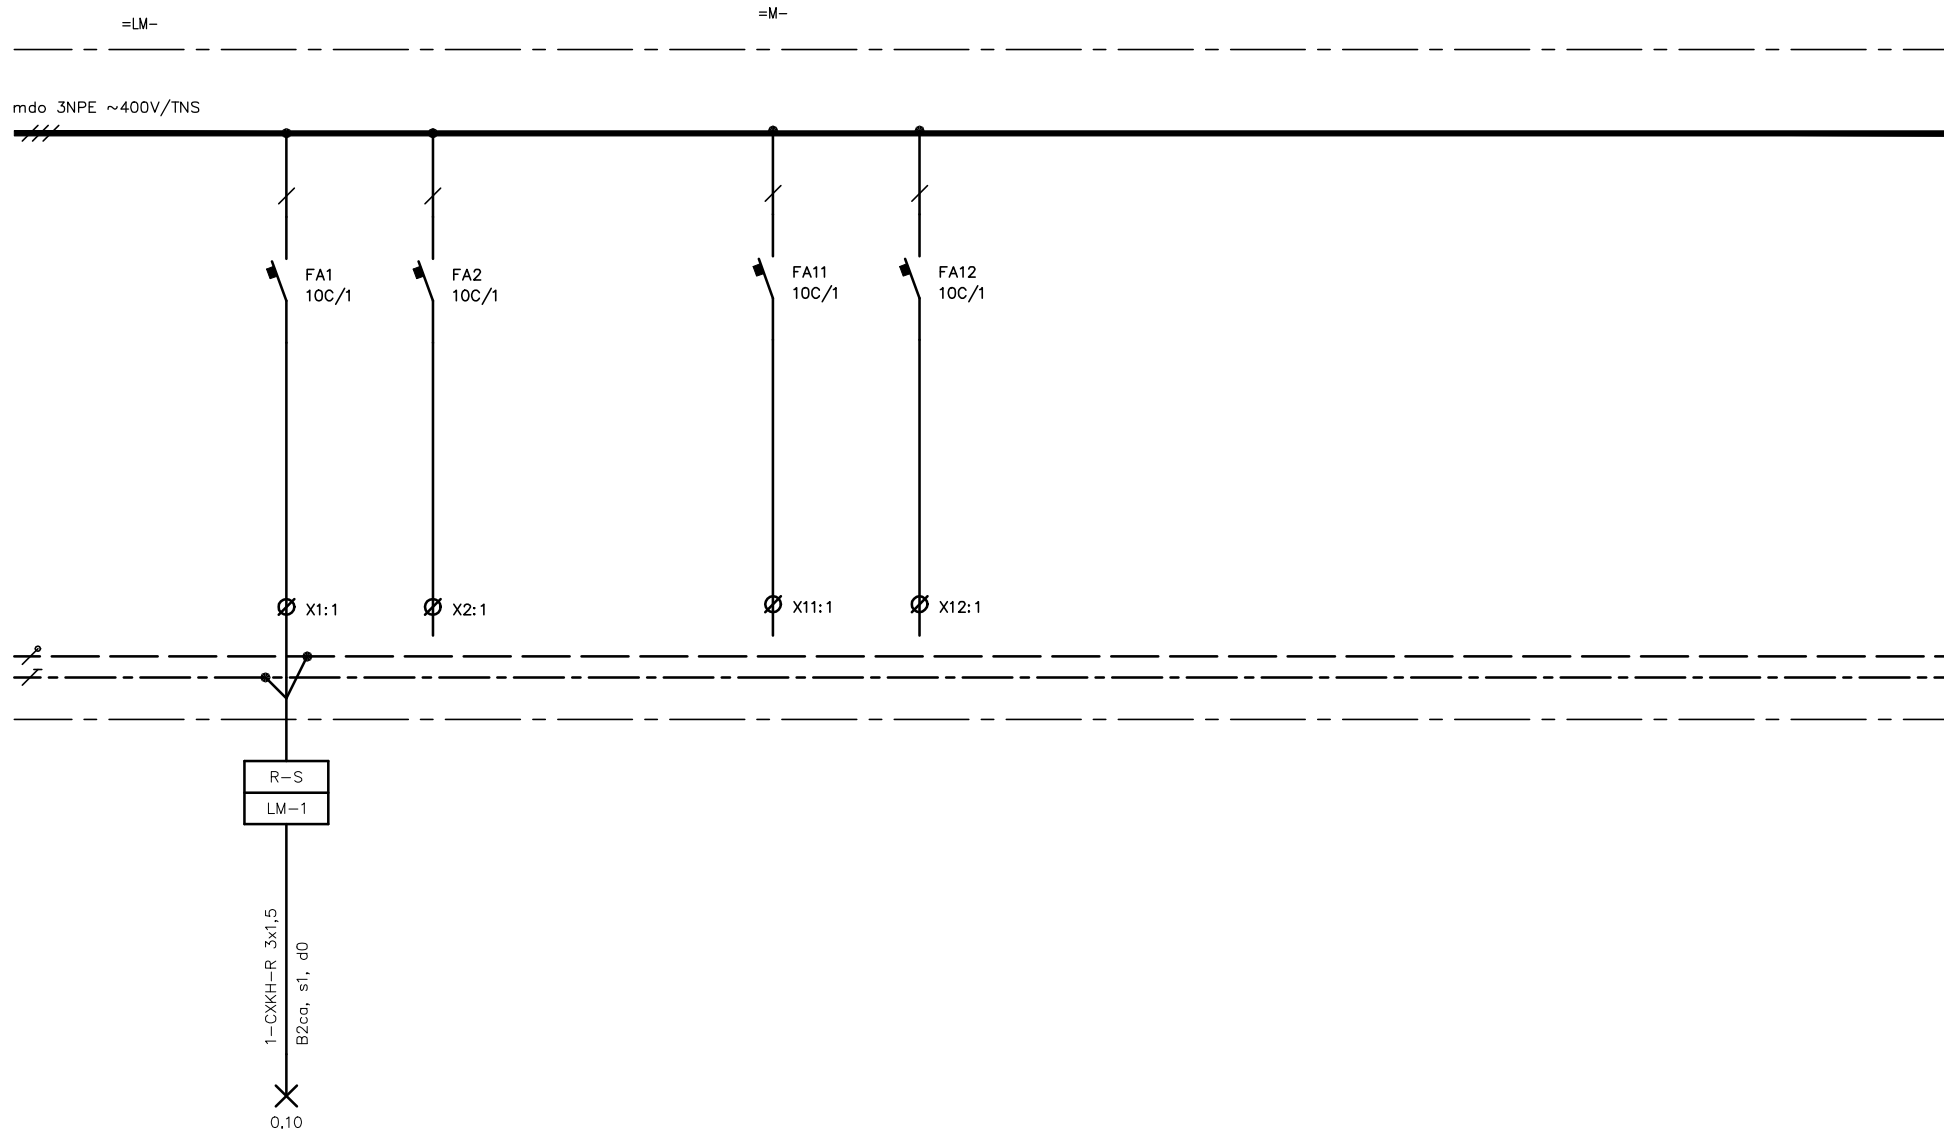 =LM-
=M-
mdo 3NPE ~400V/TNS
FA1
10C/1
FA2
10C/1
FA11
10C/1
FA12
10C/1
X1:1
X2:1
X11:1
X12:1
R-S
LM-1
1-CXKH-R 3x1,5
B2ca, s1, d0
0,10